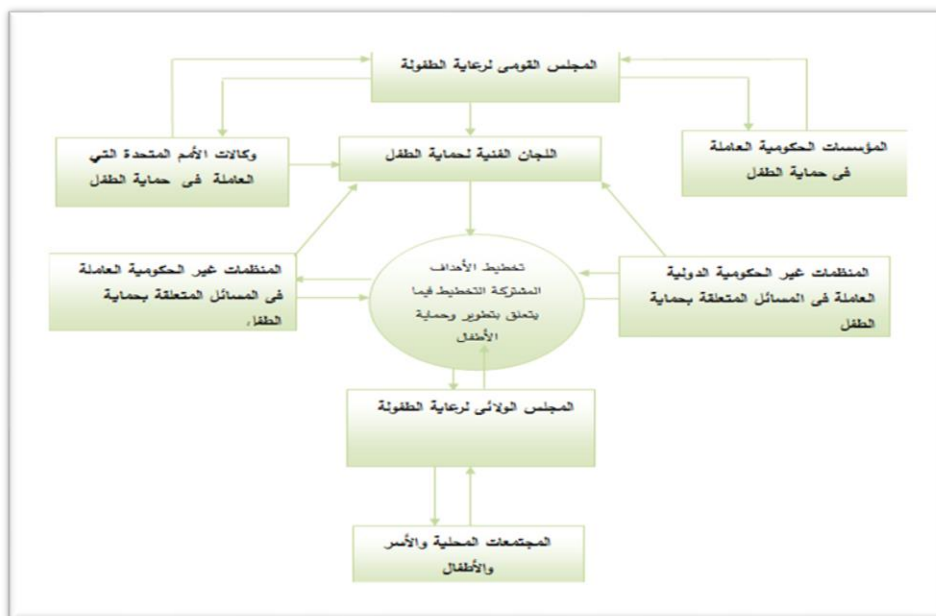 المجلس القومى لرعاية الطفولة
المؤسسات الحكومية العاملة
فى حماية الطفل
اللجان الفنية لحماية الطفل
وكالات الأمم المتحدة التي
العاملة فى حماية الطفل
المنظمات غير الحكومية الدولية
العاملة فى المسائل المتعلقة بحماية
الطفل
تخطيط الأهداف
المشتركة التخطيط فيما
يتعلق بتطوير وحماية
الأطفال
المنظمات غير الحكومية العاملة
فى المسائل المتعلقة بحماية
الطفل.
المجلس الولائى لرعاية الطفولة
المجتمعات المحلية والأسر
والأطفال